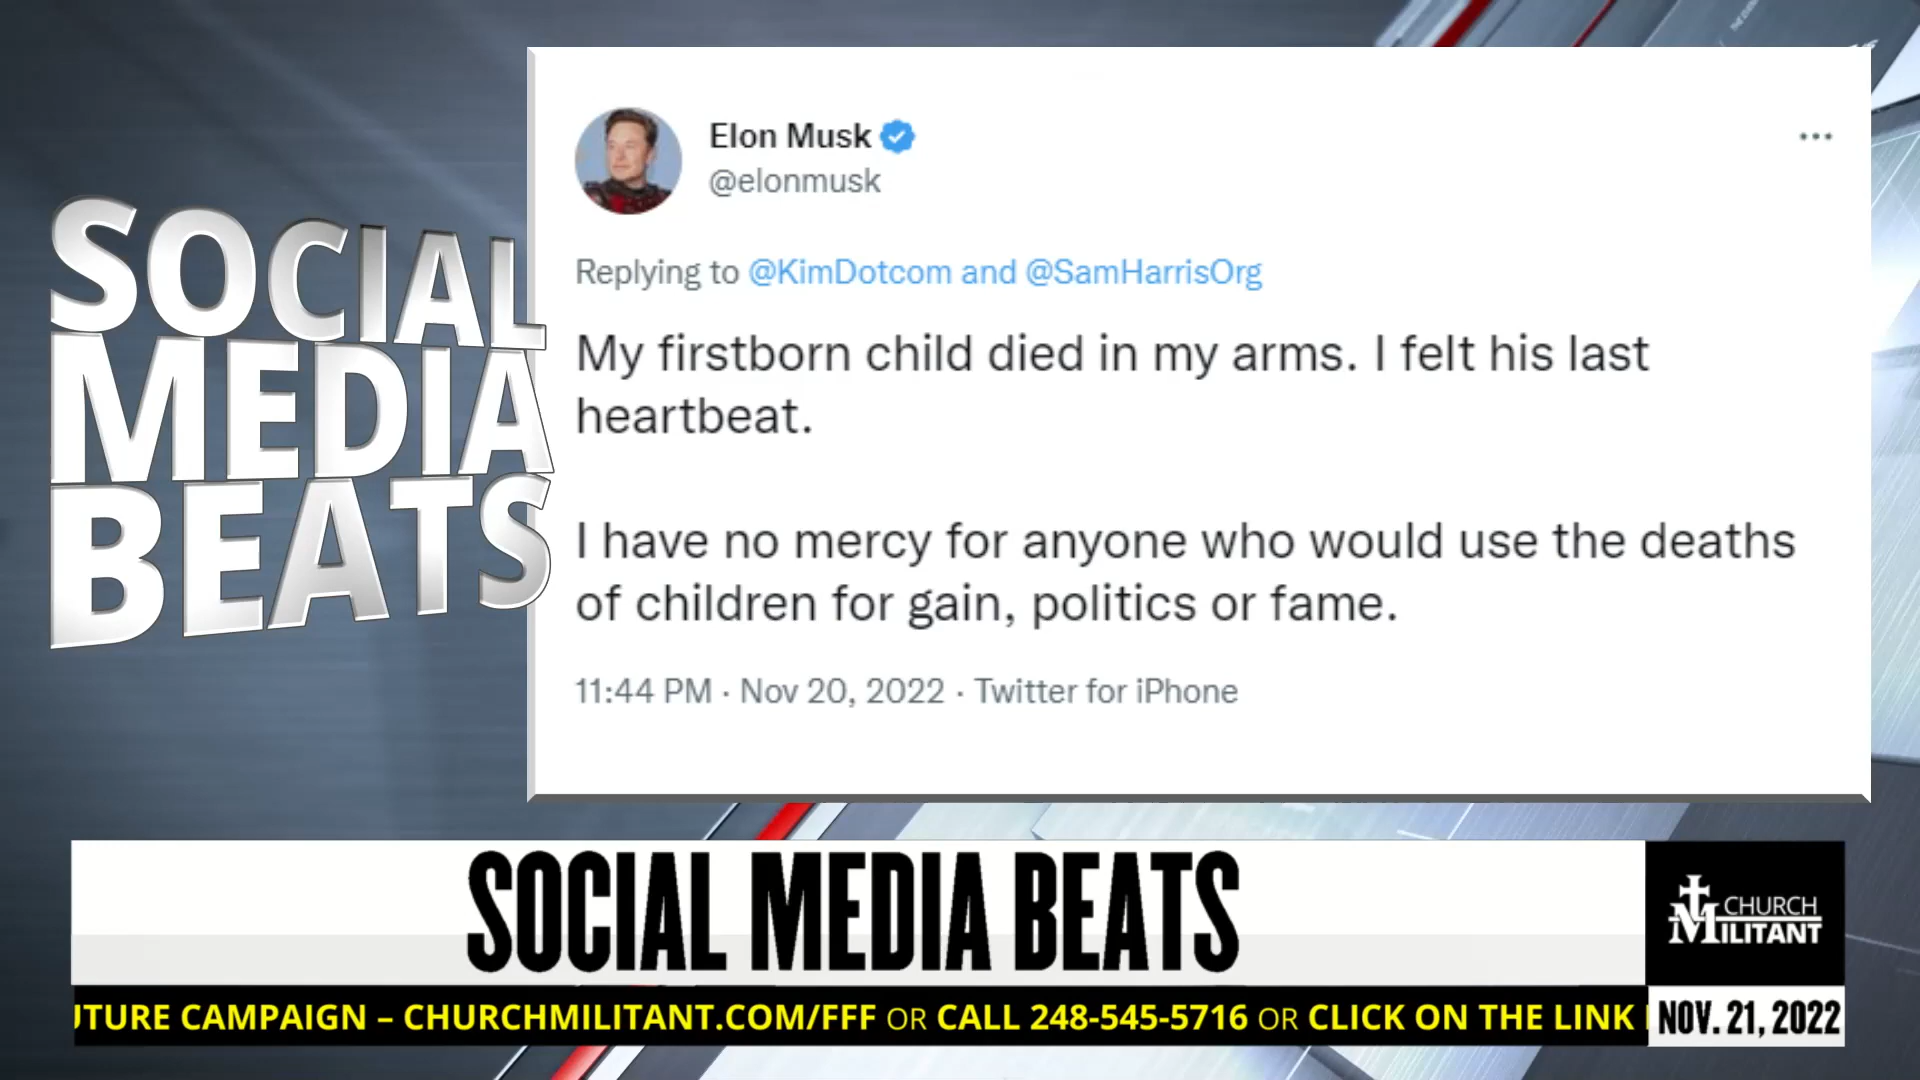 SOCIAL
MEDIA
BEATS
Elon Musk
@elonmusk
Replying to @KimDotcom and @SamHarrisOrg
My firstborn child died in my arms. I felt his last
heartbeat.
I have no mercy for anyone who would use the deaths
of children for gain, politics or fame.
11:44 PM · Nov 20, 2022 · Twitter for iPhone
SOCIAL MEDIA BEATS
CHURCH
MILITANT
UTURE CAMPAIGN – CHURCHMILITANT.COM/FFF OR CALL 248-545-5716 OR CLICK ON THE LINK
NOV. 21, 2022